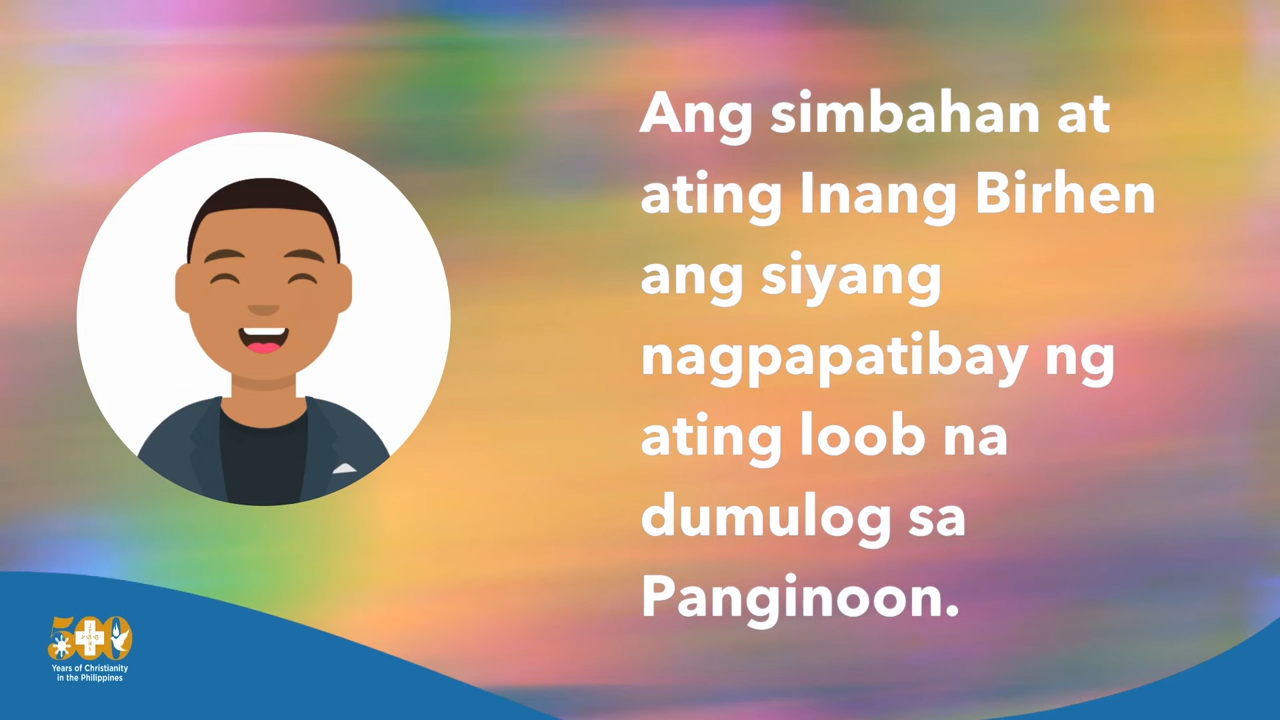 Ang simbahan at
ating Inang Birhen
ang siyang
nagpapatibay ng
ating loob na
dumulog sa
Panginoon.
500
Years of Christianity
in the Philippines